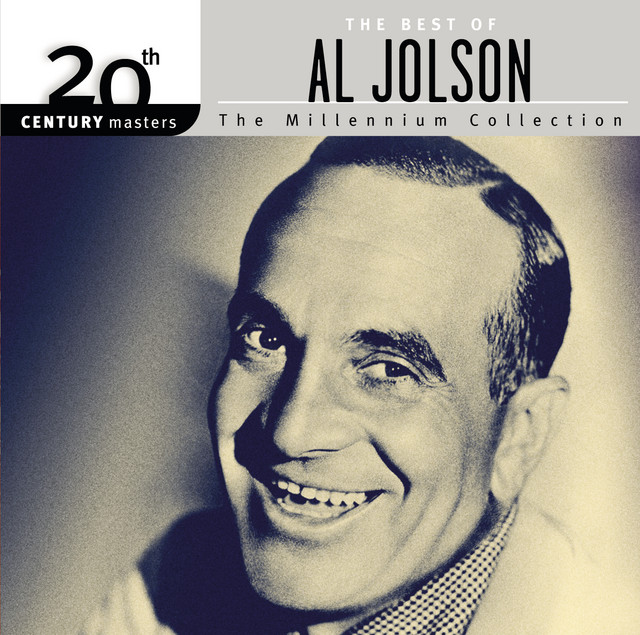 20th
CENTURY masters
THE BEST OF
AL JOLSON
The Millennium Collection